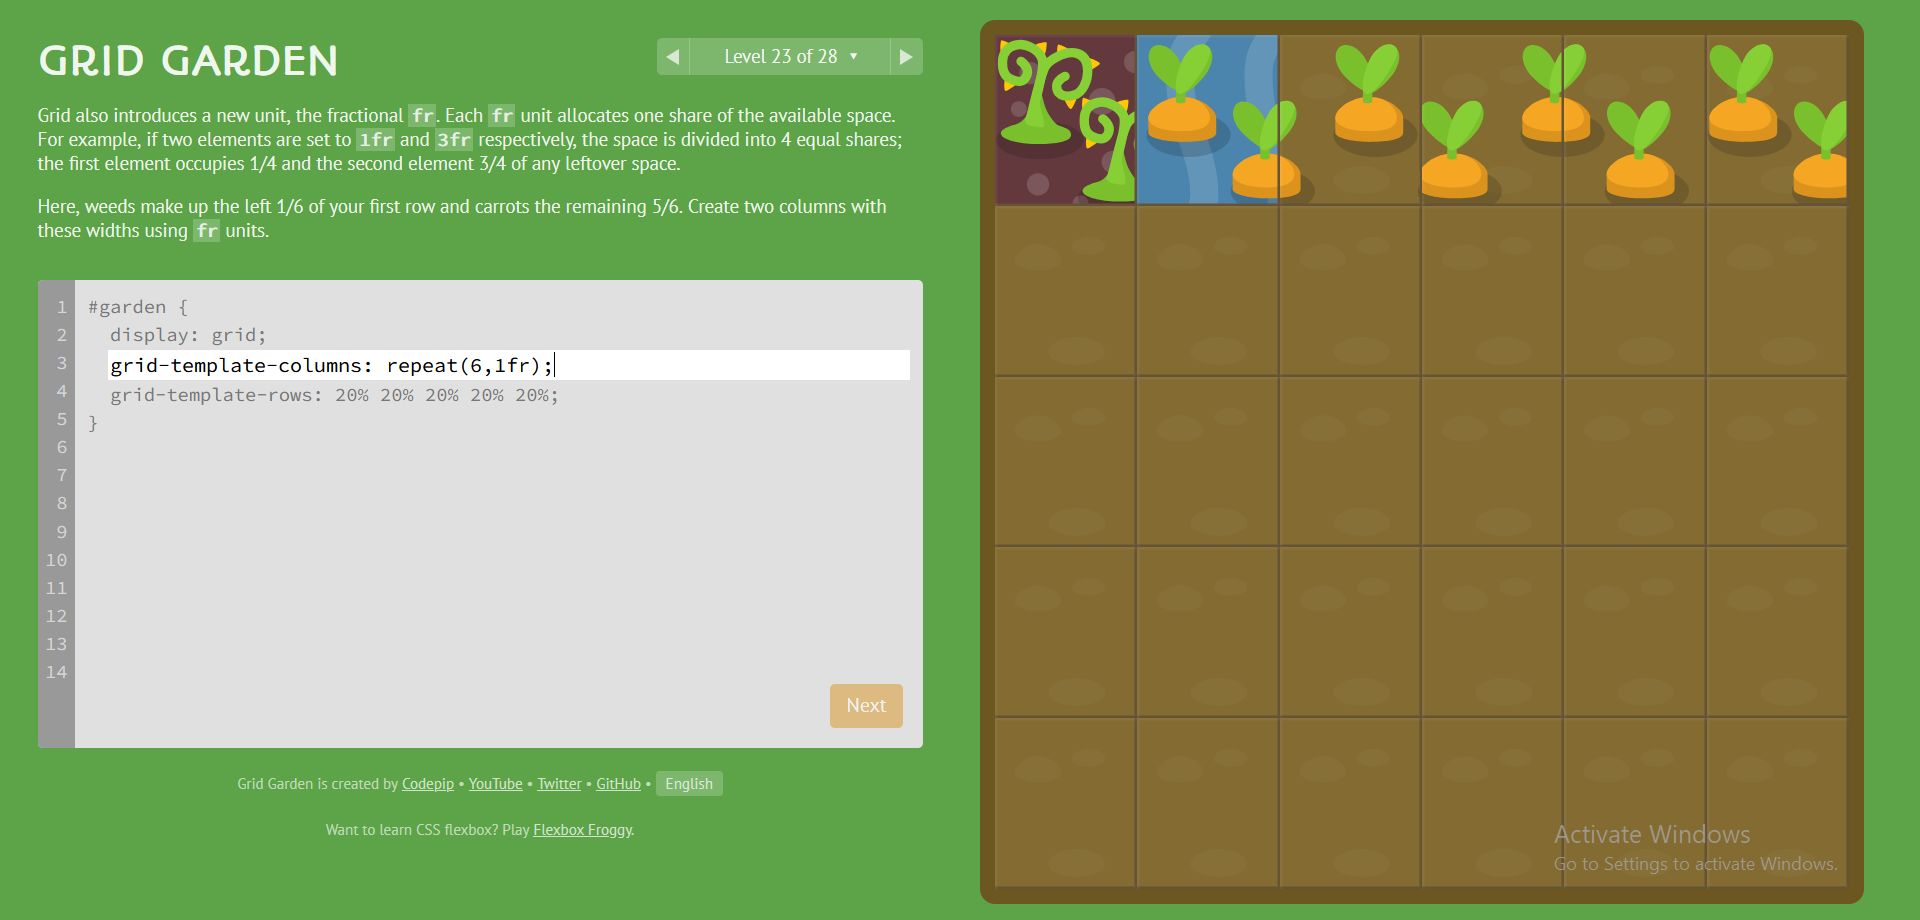 GRID GARDEN
◀ Level 23 of 28 ▼ ▶
Grid also introduces a new unit, the fractional fr. Each fr unit allocates one share of the available space.
For example, if two elements are set to 1fr and 3fr respectively, the space is divided into 4 equal shares;
the first element occupies 1/4 and the second element 3/4 of any leftover space.
Here, weeds make up the left 1/6 of your first row and carrots the remaining 5/6. Create two columns with
these widths using fr units.
1 #garden {
2 display: grid;
3 grid-template-columns: repeat(6,1fr);
4 grid-template-rows: 20% 20% 20% 20% 20%;
5 }
6
7
8
9
10
11
12
13
14
Next
Grid Garden is created by Codepip • YouTube • Twitter • GitHub • English
Want to learn CSS flexbox? Play Flexbox Froggy.
Activate Windows
Go to Settings to activate Windows.